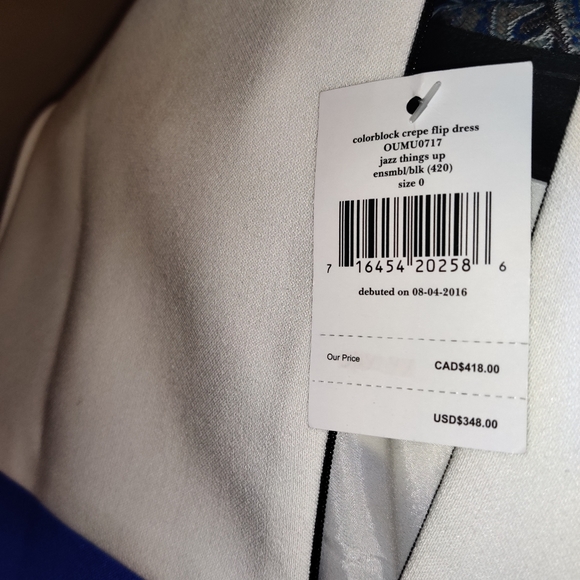 colorblock crepe flip dress
OUMU0717
jazz things up
ensmbl/blk (420)
size 0
7 16454 20258 6
debuted on 08-04-2016
Our Price CAD$418.00
USD$348.00